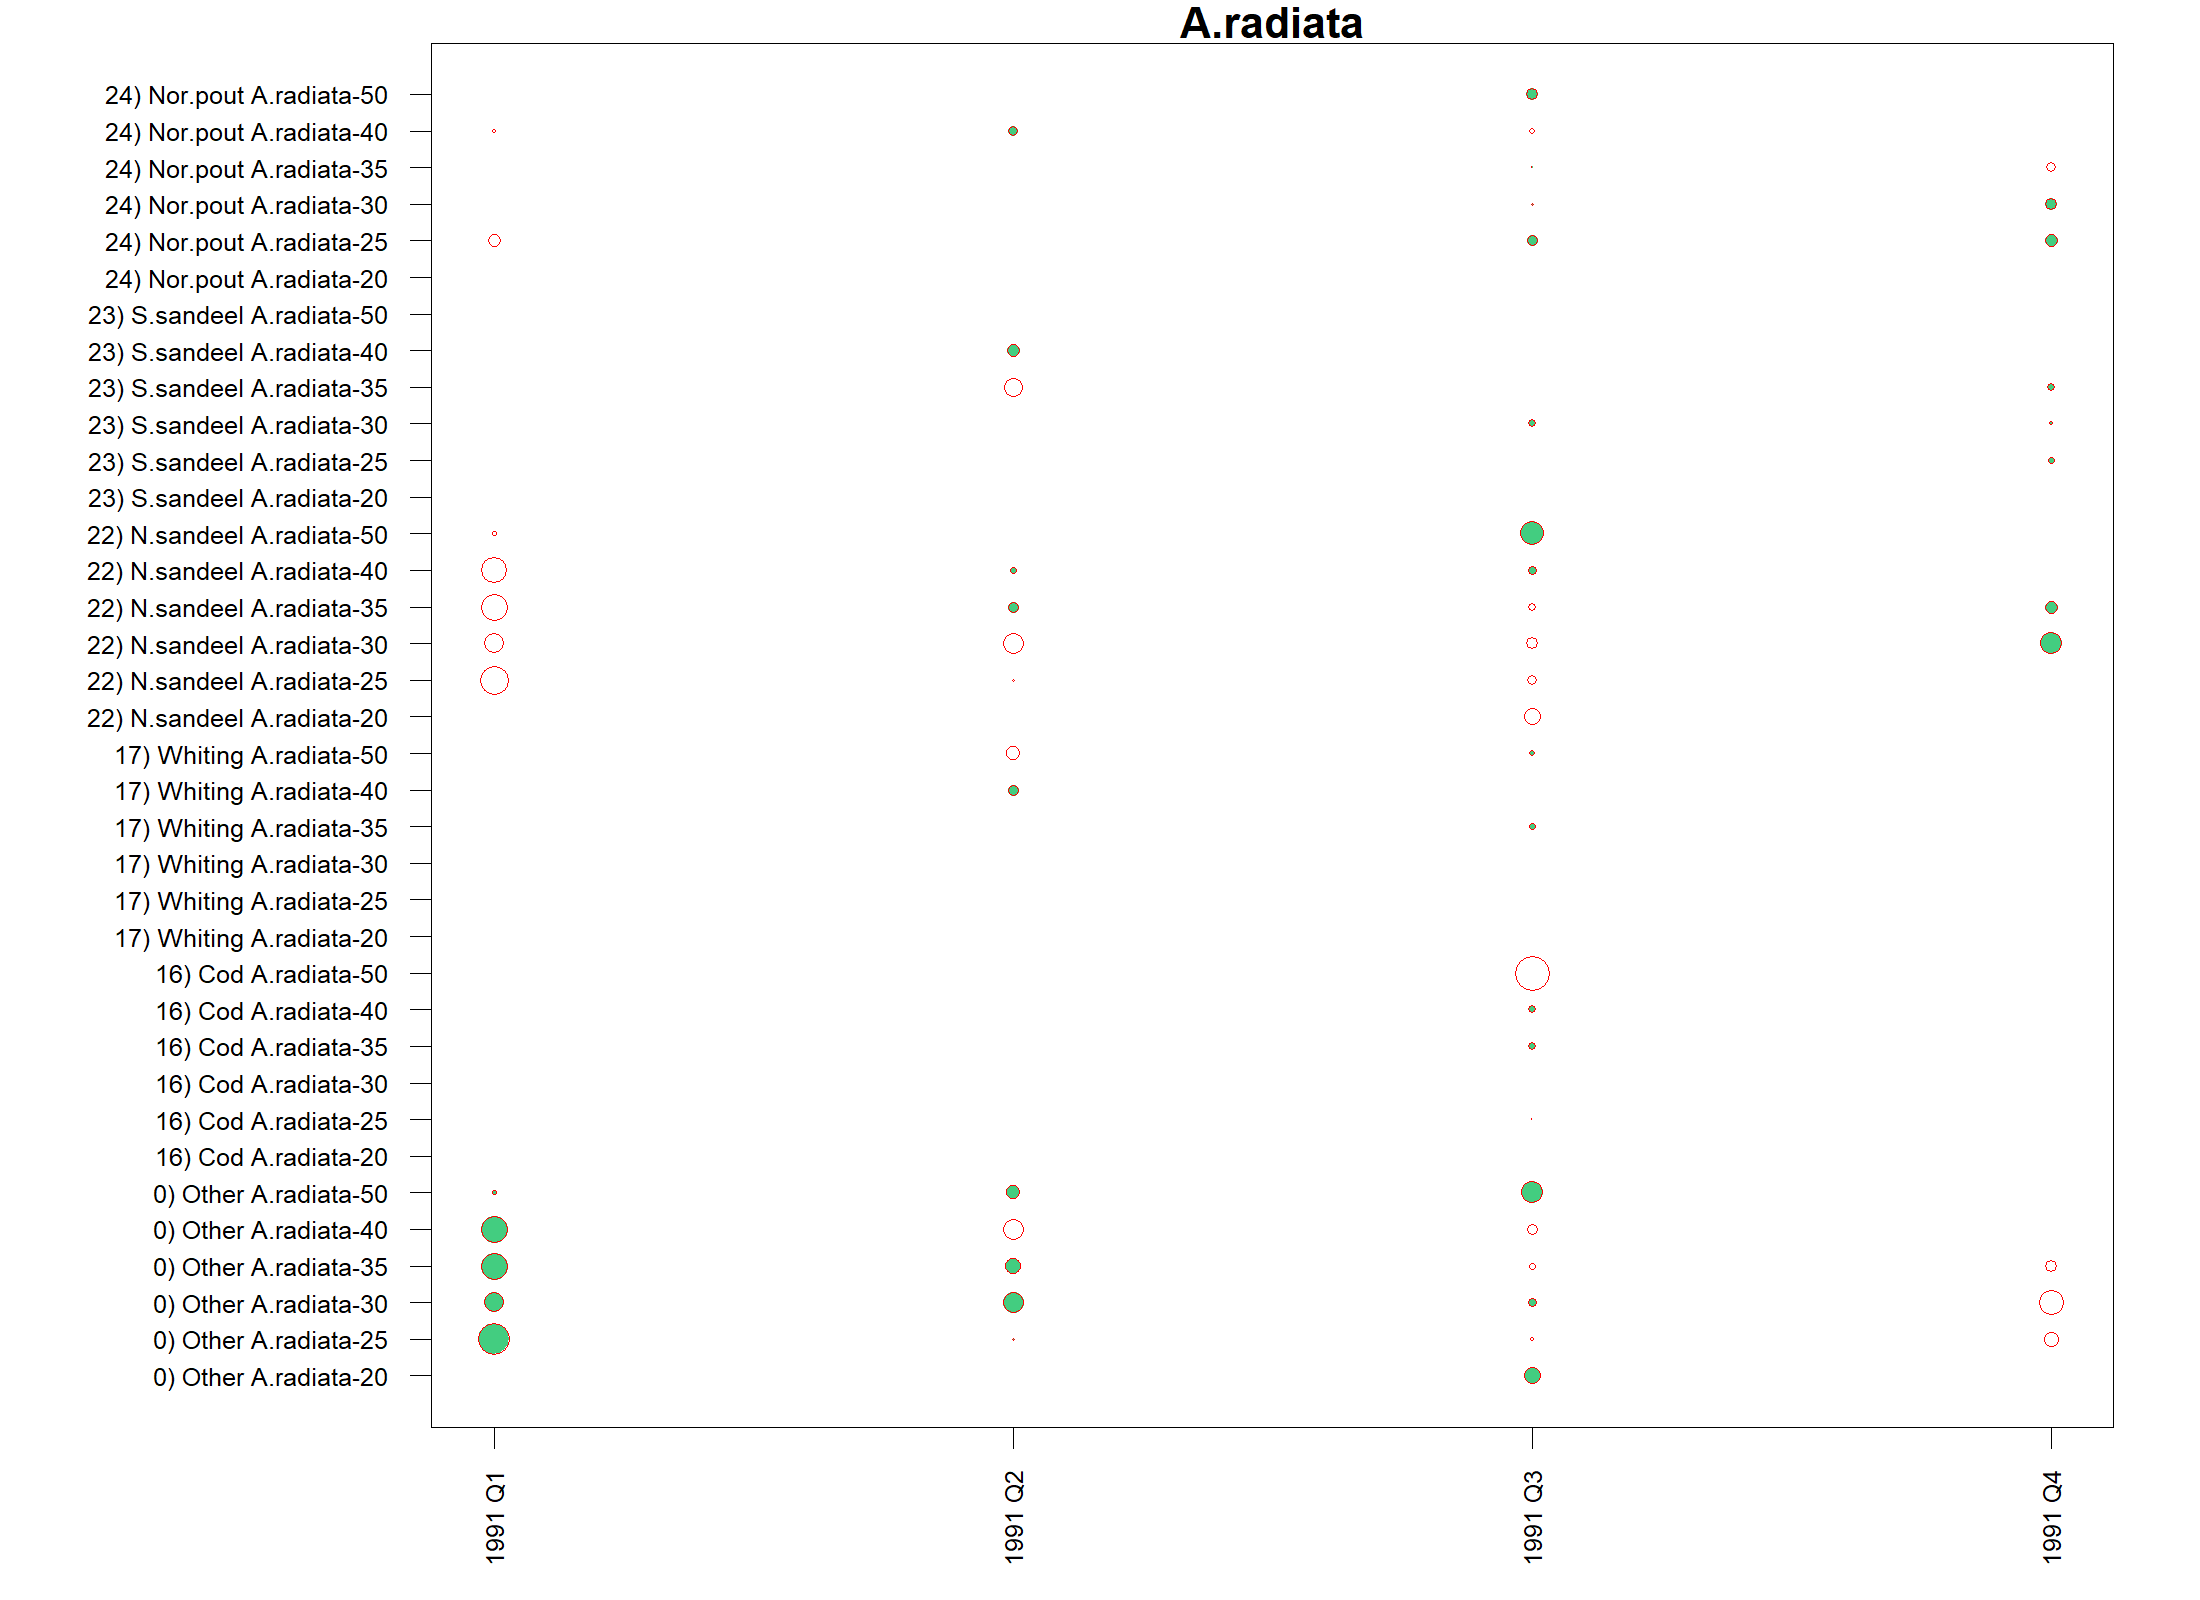 A.radiata
24) Nor.pout A.radiata-50
24) Nor.pout A.radiata-40
24) Nor.pout A.radiata-35
24) Nor.pout A.radiata-30
24) Nor.pout A.radiata-25
24) Nor.pout A.radiata-20
23) S.sandeel A.radiata-50
23) S.sandeel A.radiata-40
23) S.sandeel A.radiata-35
23) S.sandeel A.radiata-30
23) S.sandeel A.radiata-25
23) S.sandeel A.radiata-20
22) N.sandeel A.radiata-50
22) N.sandeel A.radiata-40
22) N.sandeel A.radiata-35
22) N.sandeel A.radiata-30
22) N.sandeel A.radiata-25
22) N.sandeel A.radiata-20
17) Whiting A.radiata-50
17) Whiting A.radiata-40
17) Whiting A.radiata-35
17) Whiting A.radiata-30
17) Whiting A.radiata-25
17) Whiting A.radiata-20
16) Cod A.radiata-50
16) Cod A.radiata-40
16) Cod A.radiata-35
16) Cod A.radiata-30
16) Cod A.radiata-25
16) Cod A.radiata-20
0) Other A.radiata-50
0) Other A.radiata-40
0) Other A.radiata-35
0) Other A.radiata-30
0) Other A.radiata-25
0) Other A.radiata-20
1991 Q1
1991 Q2
1991 Q3
1991 Q4